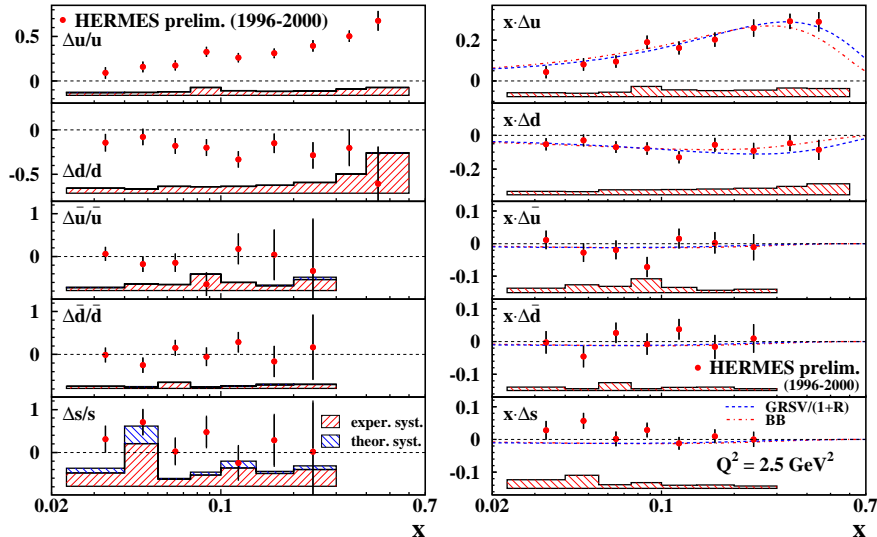 HERMES prelim. (1996-2000)
Δu/u
0.5
0
0
Δd/d
-0.5
1
Δū/ū
0
1
Δd̄/d̄
0
1
Δs/s
exper. syst.
theor. syst.
0
0.02
0.1
0.7
x
x·Δu
0.2
0
x·Δd
0
-0.2
0.1
x·Δū
0
-0.1
0.1
x·Δd̄
0
HERMES prelim.
(1996-2000)
-0.1
0.1
x·Δs
GRSV/(1+R)
BB
0
Q² = 2.5 GeV²
-0.1
0.02
0.1
0.7
x